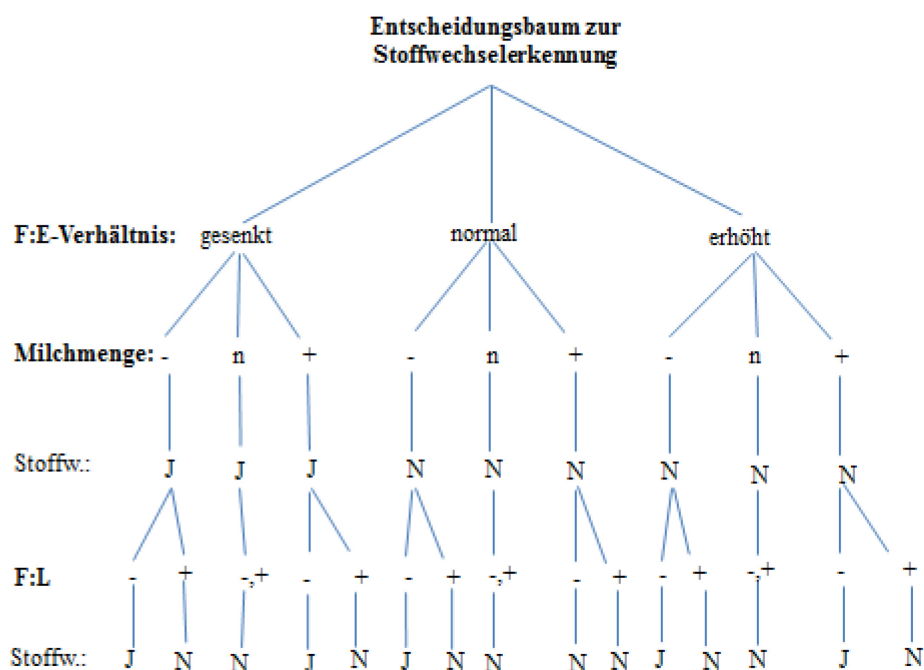 Entscheidungsbaum zur
Stoffwechselerkennung
F:E-Verhältnis: gesenkt normal erhöht
Milchmenge: - n + - n + - n +
Stoffw.: J J J N N N N N N
F:L - + -,+ - + - + -,+ - + - + -,+ - +
Stoffw.: J N N J N J N N N N J N N J N